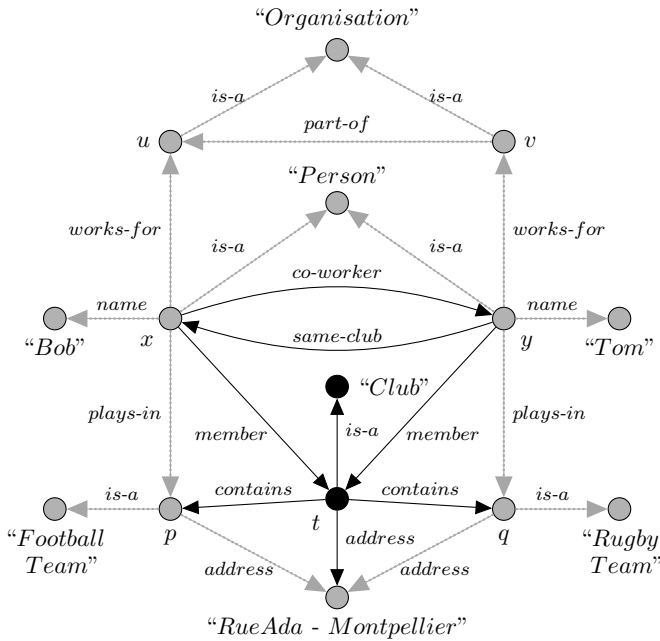 “Organisation”
is-a
is-a
part-of
u
v
“Person”
works-for
is-a
is-a
works-for
co-worker
name
name
“Bob”
x
same-club
y
“Tom”
“Club”
plays-in
plays-in
member
is-a
member
is-a
contains
contains
is-a
“Football
Team”
p
t
address
q
“Rugby
Team”
address
address
“RueAda - Montpellier”